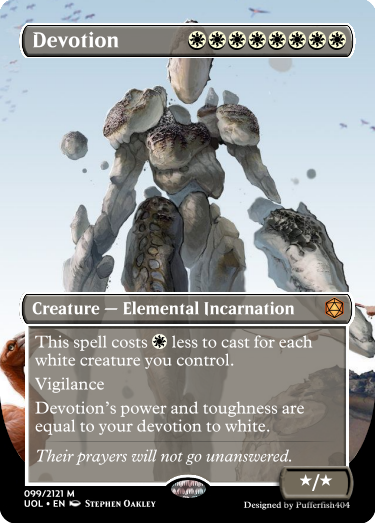 Devotion
This spell costs less to cast for each
white creature you control.
Vigilance
Devotion's power and toughness are
equal to your devotion to white.
Their prayers will not go unanswered.
Creature — Elemental Incarnation
★/★
099/2121 M
UOL • EN Stephen Oakley
Designed by Pufferfish404